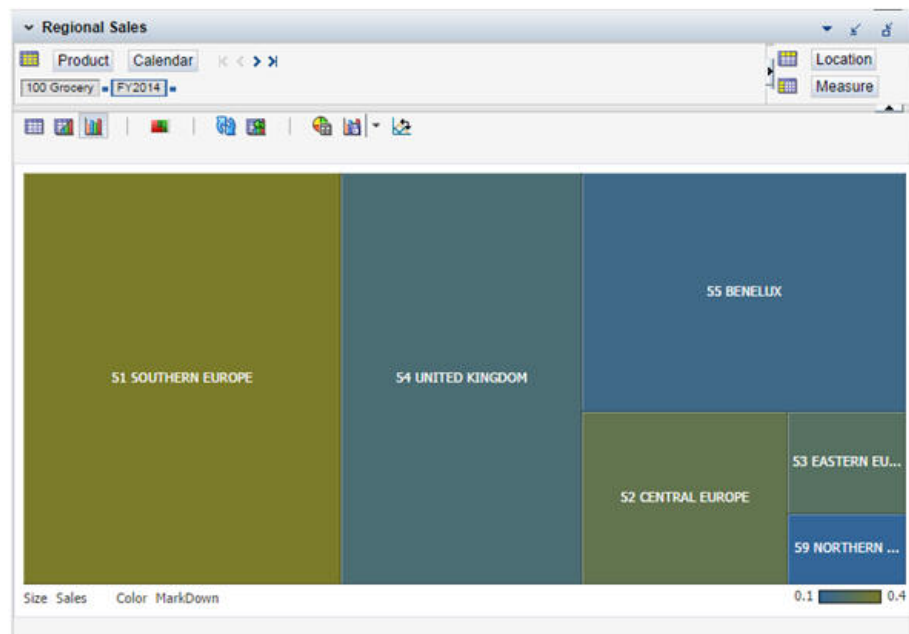 Regional Sales
Product Calendar
Location
100 Grocery FY2014
Measure
55 BENELUX
51 SOUTHERN EUROPE 54 UNITED KINGDOM
53 EASTERN EU...
52 CENTRAL EUROPE
59 NORTHERN ...
Size Sales Color MarkDown 0.1 0.4